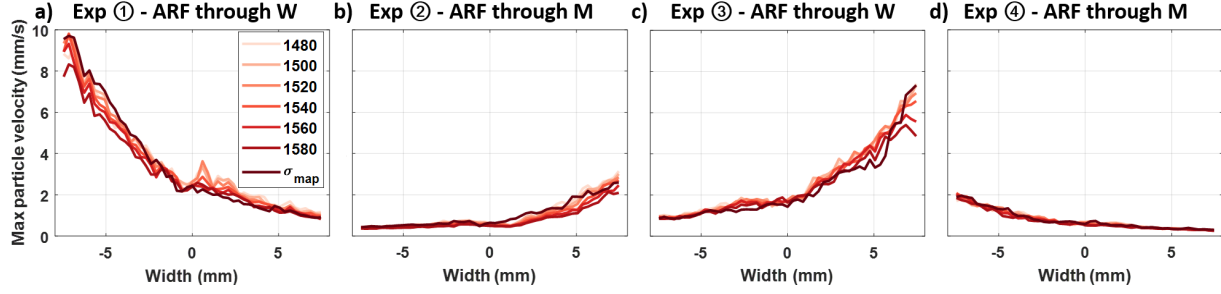 a) Exp ① - ARF through W
b) Exp ② - ARF through M
c) Exp ③ - ARF through W
d) Exp ④ - ARF through M
Max particle velocity (mm/s)
10
8
6
4
2
0
1480
1500
1520
1540
1560
1580
σmap
-5 0 5
-5 0 5
-5 0 5
-5 0 5
Width (mm)
Width (mm)
Width (mm)
Width (mm)